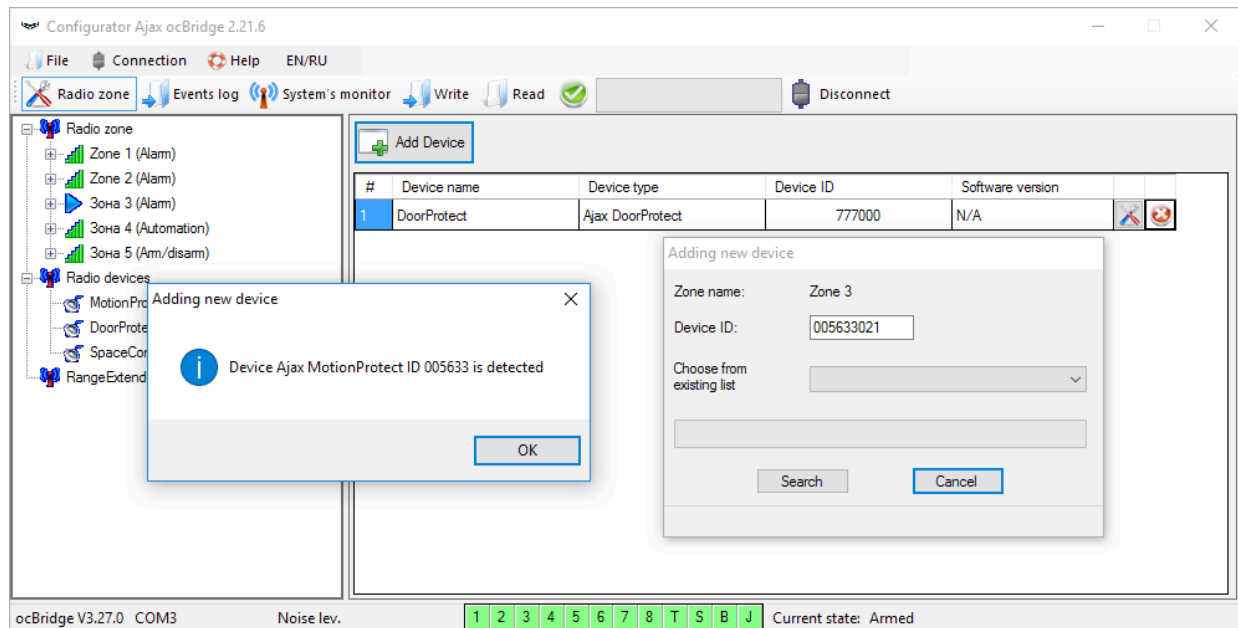 Configurator Ajax ocBridge 2.21.6
File Connection Help EN/RU
Radio zone Events log System's monitor Write Read Disconnect
Radio zone
Zone 1 (Alarm)
Zone 2 (Alarm)
Зона 3 (Alarm)
Зона 4 (Automation)
Зона 5 (Arm/disarm)
Radio devices
MotionPro
DoorProte
SpaceCor
RangeExtend
Add Device
# Device name Device type Device ID Software version
1 DoorProtect Ajax DoorProtect 777000 N/A
Adding new device
Zone name: Zone 3
Device ID: 005633021
Choose from
existing list
Search Cancel
Adding new device
Device Ajax MotionProtect ID 005633 is detected
OK
ocBridge V3.27.0 COM3 Noise lev. 1 2 3 4 5 6 7 8 T S B J Current state: Armed